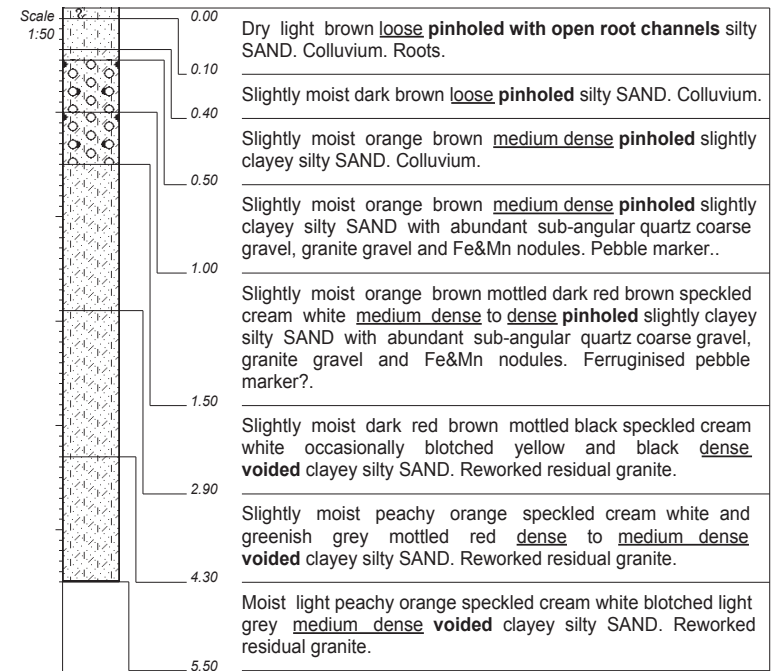 Scale
1:50
0.00
Dry light brown loose pinholed with open root channels silty
SAND. Colluvium. Roots.
0.10
Slightly moist dark brown loose pinholed silty SAND. Colluvium.
0.40
Slightly moist orange brown medium dense pinholed slightly
clayey silty SAND. Colluvium.
0.50
Slightly moist orange brown medium dense pinholed slightly
clayey silty SAND with abundant sub-angular quartz coarse
gravel, granite gravel and Fe&Mn nodules. Pebble marker..
1.00
Slightly moist orange brown mottled dark red brown speckled
cream white medium dense to dense pinholed slightly clayey
silty SAND with abundant sub-angular quartz coarse gravel,
granite gravel and Fe&Mn nodules. Ferruginised pebble
marker?.
1.50
Slightly moist dark red brown mottled black speckled cream
white occasionally blotched yellow and black dense
voided clayey silty SAND. Reworked residual granite.
2.90
Slightly moist peachy orange speckled cream white and
greenish grey mottled red dense to medium dense
voided clayey silty SAND. Reworked residual granite.
4.30
Moist light peachy orange speckled cream white blotched light
grey medium dense voided clayey silty SAND. Reworked
residual granite.
5.50